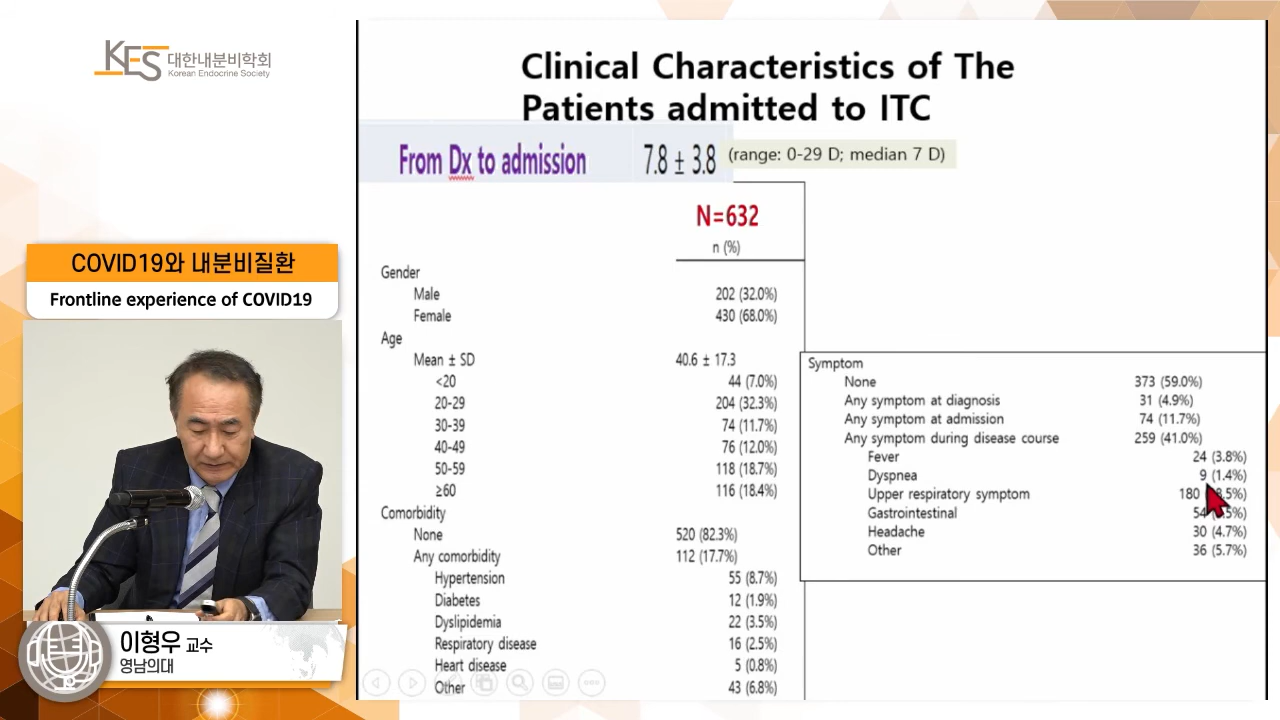 KES 대한내분비학회
Korean Endocrine Society
COVID19와 내분비질환
Frontline experience of COVID19
이형우 교수
영남의대
Clinical Characteristics of The
Patients admitted to ITC
From Dx to admission 7.8 ± 3.8 (range: 0-29 D; median 7 D)
N=632
n (%)
Gender
Male 202 (32.0%)
Female 430 (68.0%)
Age
Mean ± SD 40.6 ± 17.3
<20 44 (7.0%)
20-29 204 (32.3%)
30-39 74 (11.7%)
40-49 76 (12.0%)
50-59 118 (18.7%)
≥60 116 (18.4%)
Comorbidity
None 520 (82.3%)
Any comorbidity 112 (17.7%)
Hypertension 55 (8.7%)
Diabetes 12 (1.9%)
Dyslipidemia 22 (3.5%)
Respiratory disease 16 (2.5%)
Heart disease 5 (0.8%)
Other 43 (6.8%)
Symptom
None 373 (59.0%)
Any symptom at diagnosis 31 (4.9%)
Any symptom at admission 74 (11.7%)
Any symptom during disease course 259 (41.0%)
Fever 24 (3.8%)
Dyspnea 9 (1.4%)
Upper respiratory symptom 180
Gastrointestinal 54
Headache 30 (4.7%)
Other 36 (5.7%)